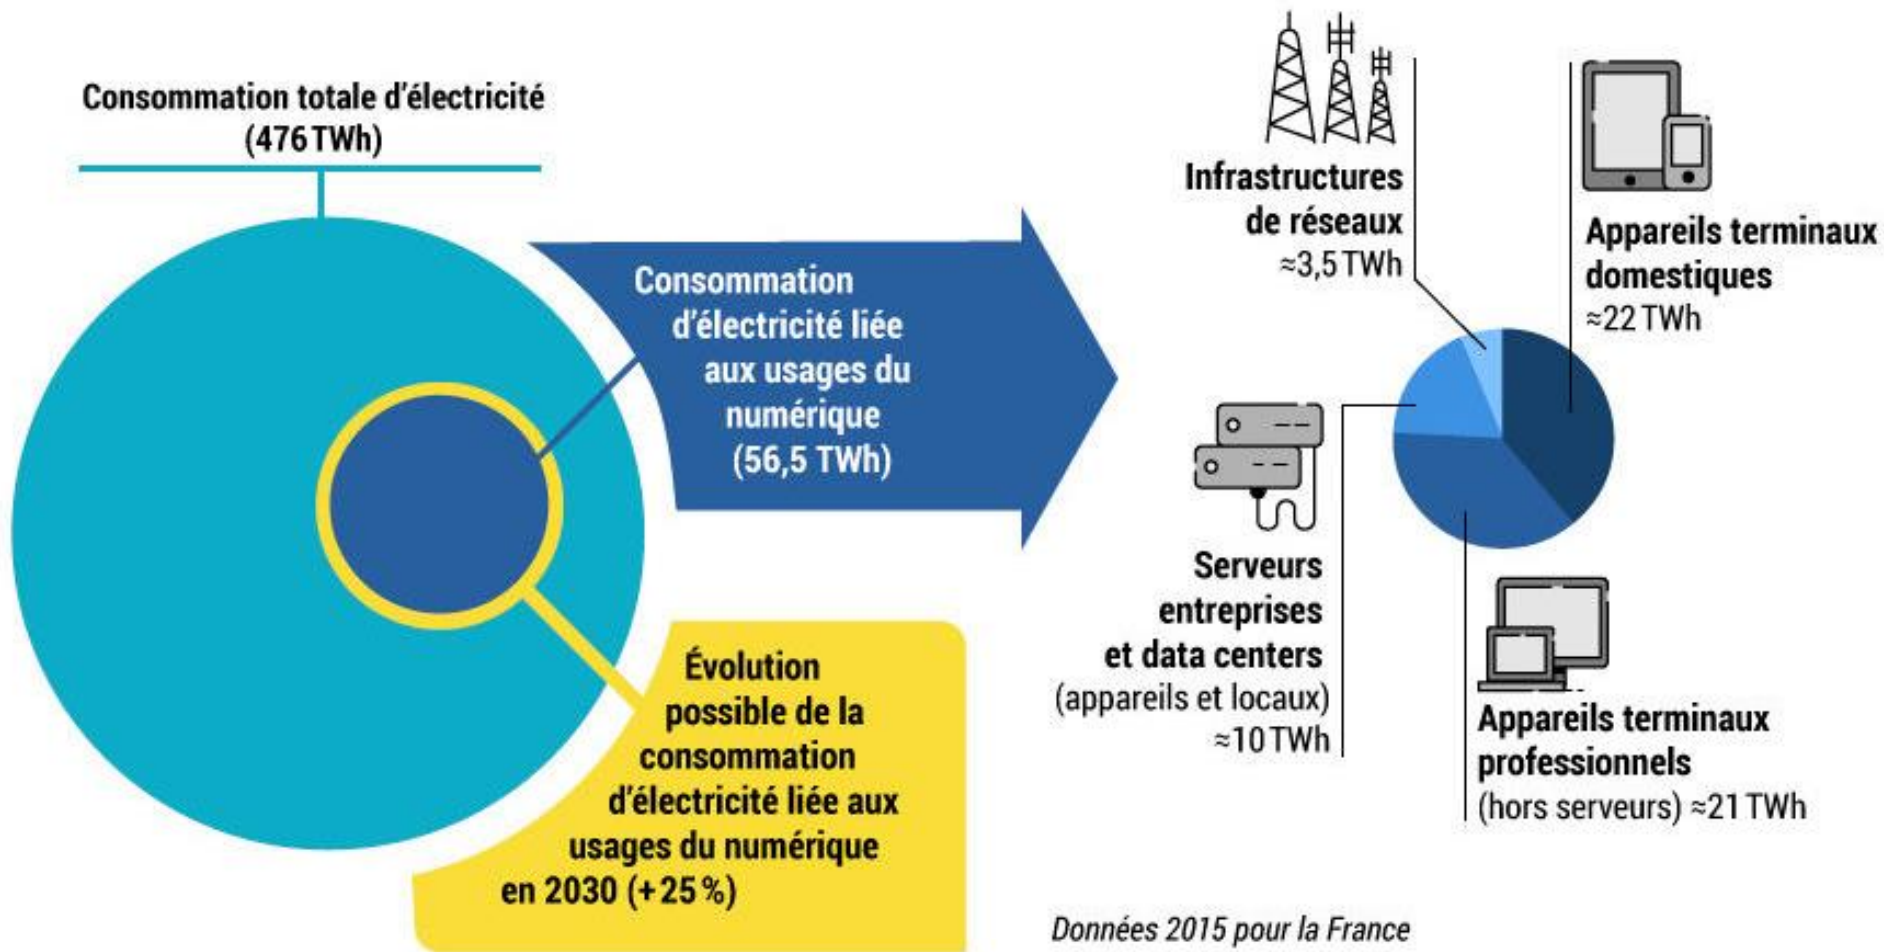 Consommation totale d'électricité
(476 TWh)
Consommation
d'électricité liée
aux usages du
numérique
(56,5 TWh)
Évolution
possible de la
consommation
d'électricité liée aux
usages du numérique
en 2030 (+25 %)
Infrastructures
de réseaux
≈3,5 TWh
Appareils terminaux
domestiques
≈22 TWh
Serveurs
entreprises
et data centers
(appareils et locaux)
≈10 TWh
Appareils terminaux
professionnels
(hors serveurs) ≈21 TWh
Données 2015 pour la France